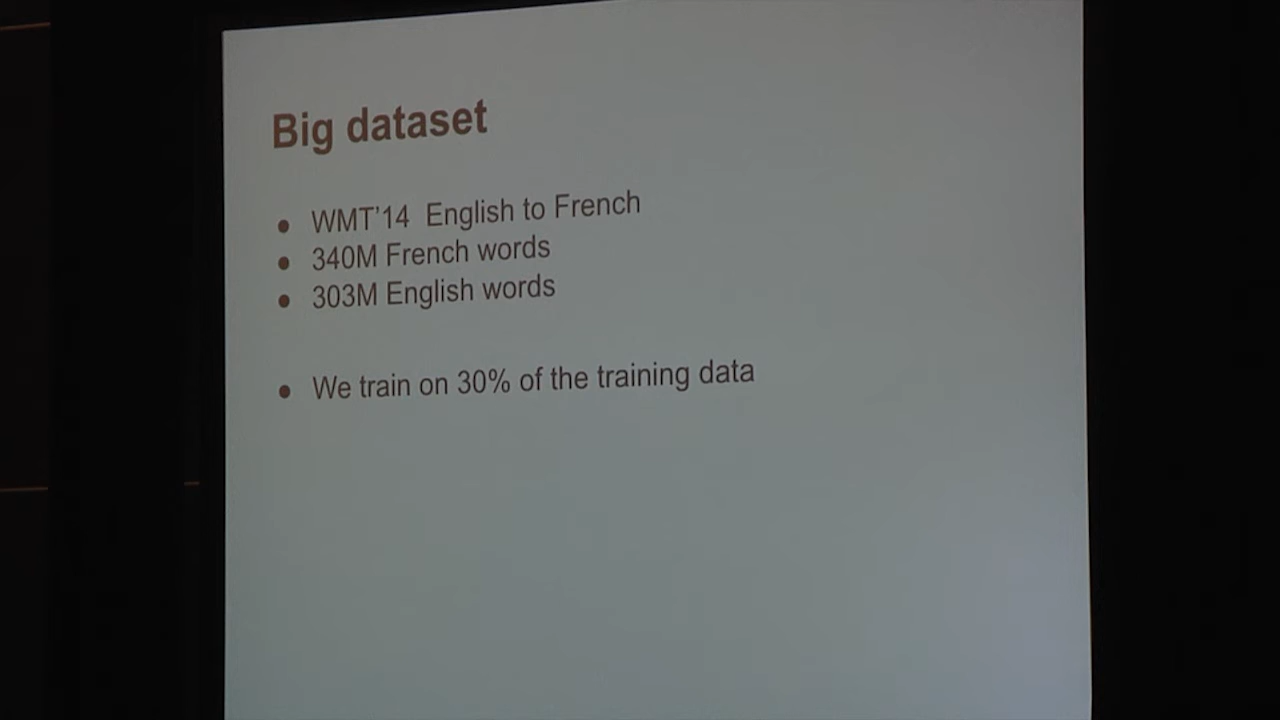 Big dataset
● WMT'14 English to French
● 340M French words
● 303M English words
● We train on 30% of the training data